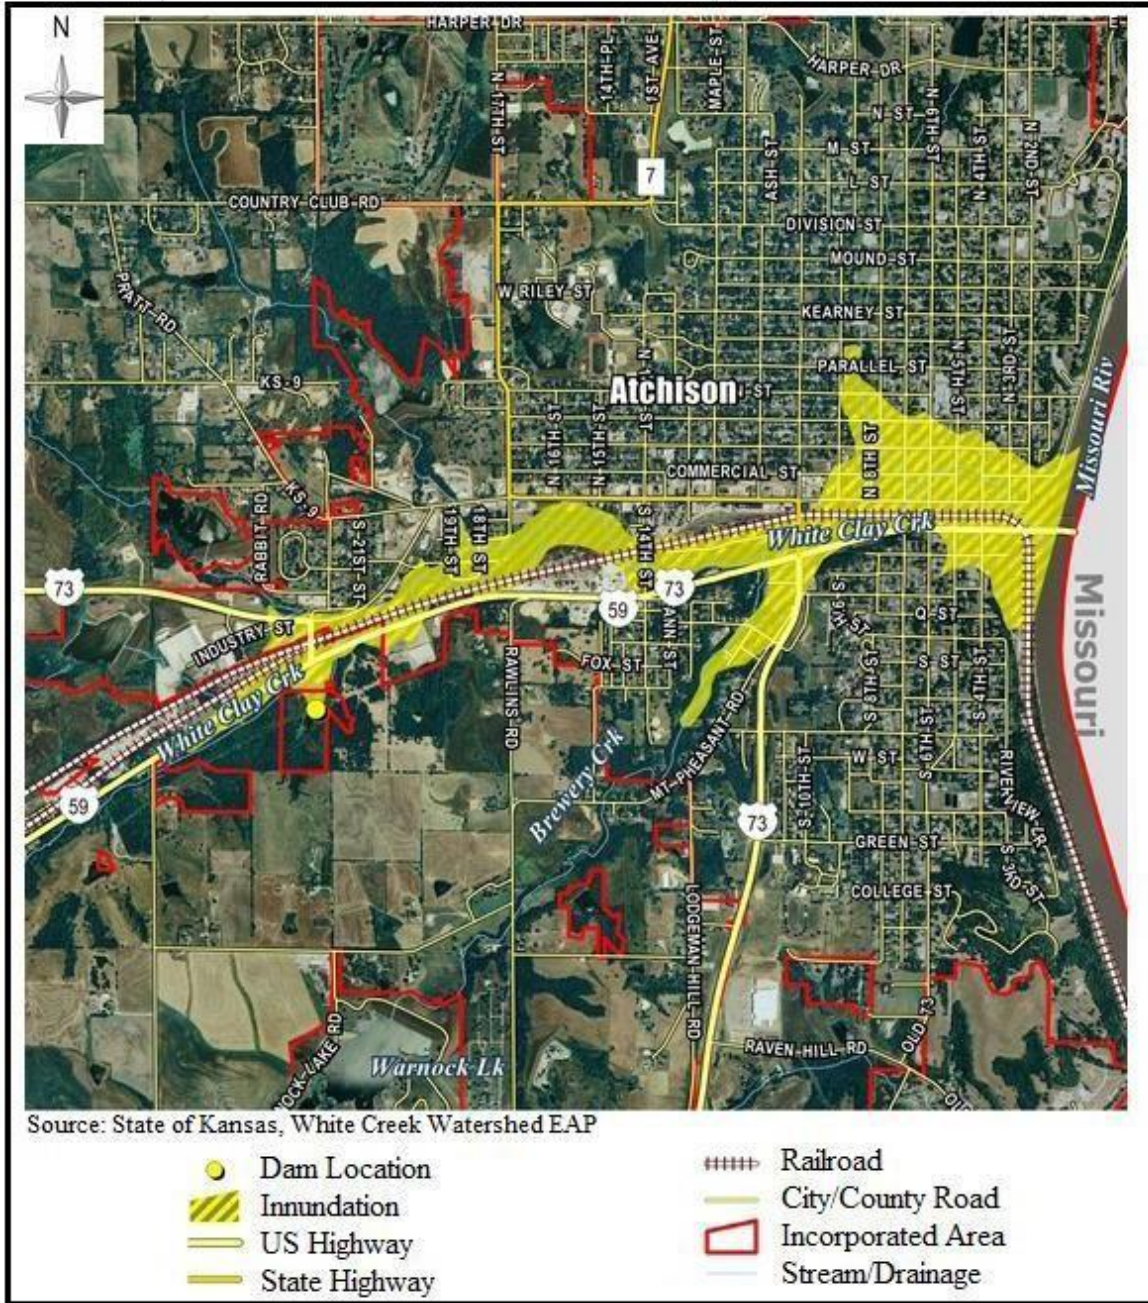 N
HARPER DR
14TH-PL
1ST-AVE
MAPLE-ST
HARPER DR
N 17TH-ST
N-ST
N-6TH-ST
N-4TH ST
N 2ND-ST
M ST
ASH ST
7
L ST
COUNTRY CLUB RD
DIVISION-ST
MOUND-ST
W RILEY ST
PRATT-RD
KEARNEY ST
N-5TH-ST
N-3RD ST
PARALLEL ST
Missouri Riv
KS-9
Atchison
N 16TH ST
N-15TH-ST
N 8TH ST
COMMERCIAL ST
KS-9
RABBIT RD
S-21ST-ST
19TH ST
18TH ST
S-14TH ST
White Clay Crk
73
73
59
ANN ST
S-9TH ST
Missouri
INDUSTRY ST
Q-ST
RAWLINS RD
FOX ST
S ST
S-8TH ST
S-4TH ST
White Clay Crk
MT-PHEASANT-RD
S-10TH-ST
S-6TH-ST
W ST
RIVERVIEW-LR
59
Brewery Crk
73
GREEN ST
S-3RD ST
COLLEGE ST
LODGEMAN HILL RD
OLD 73
RAVEN HILL RD
NOCK-LAKE RD
Warnock Lk
Source: State of Kansas, White Creek Watershed EAP
Dam Location
Innundation
US Highway
State Highway
Railroad
City/County Road
Incorporated Area
Stream/Drainage